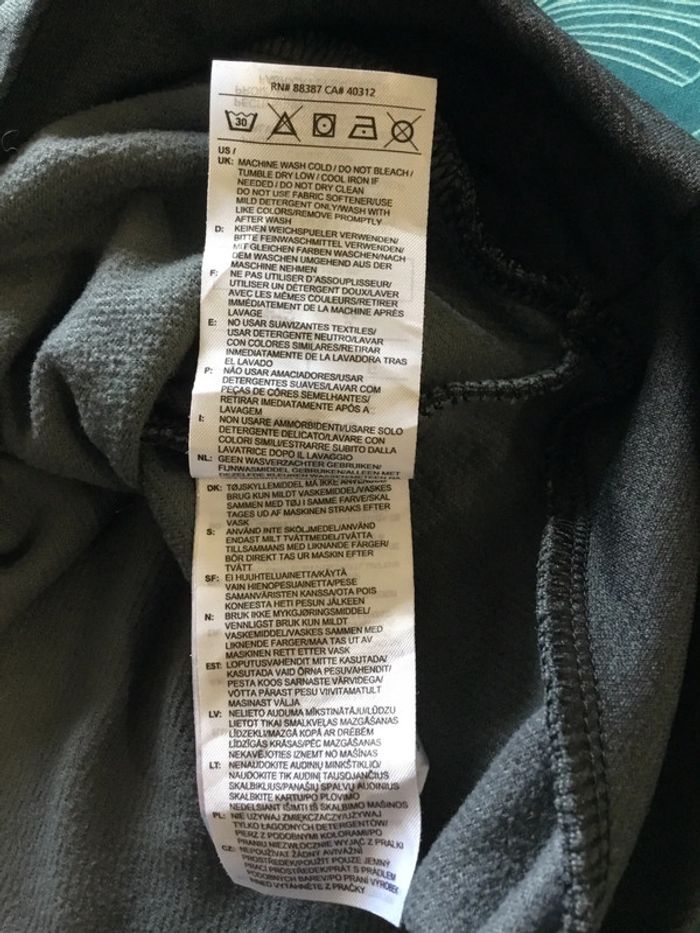 RN# 88387 CA# 40312
30
US /
UK: MACHINE WASH COLD / DO NOT BLEACH /
TUMBLE DRY LOW / COOL IRON IF
NEEDED / DO NOT DRY CLEAN
DO NOT USE FABRIC SOFTENER/USE
MILD DETERGENT ONLY/WASH WITH
LIKE COLORS/REMOVE PROMPTLY
AFTER WASH
D: KEINEN WEICHSPUELER VERWENDEN/
BITTE FEINWASCHMITTEL VERWENDEN/
MIT GLEICHEN FARBEN WASCHEN/NACH
DEM WASCHEN UMGEHEND AUS DER
MASCHINE NEHMEN
F: NE PAS UTILISER D'ASSOUPLISSEUR/
UTILISER UN DÉTERGENT DOUX/LAVER
AVEC LES MÊMES COULEURS/RETIRER
IMMÉDIATEMENT DE LA MACHINE APRÈS
LAVAGE
E: NO USAR SUAVIZANTES TEXTILES/
USAR DETERGENTE NEUTRO/LAVAR
CON COLORES SIMILARES/RETIRAR
INMEDIATAMENTE DE LA LAVADORA TRAS
EL LAVADO
P: NÃO USAR AMACIADORES/USAR
DETERGENTES SUAVES/LAVAR COM
PEÇAS DE CÔRES SEMELHANTES/
RETIRAR IMEDIATAMENTE APÓS A
LAVAGEM
I: NON USARE AMMORBIDENTI/USARE SOLO
DETERGENTE DELICATO/LAVARE CON
COLORI SIMILI/ESTRARRE SUBITO DALLA
LAVATRICE DOPO IL LAVAGGIO
NL: GEEN WASVERZACHTER GEBRUIKEN/
FIJNWASMIDDEL GEBRUIKEN/ALLEEN MET
DEZELFDE KLEUREN WASSEN/METEEN NA
DK: TØJSKYLLEMIDDEL MÅ IKKE ANVENDES/
BRUG KUN MILDT VASKEMIDDEL/VASKES
SAMMEN MED TØJ I SAMME FARVE/SKAL
TAGES UD AF MASKINEN STRAKS EFTER
VASK
S: ANVÄND INTE SKÖLJMEDEL/ANVÄND
ENDAST MILT TVÄTTMEDEL/TVÄTTA
TILLSAMMANS MED LIKNANDE FÄRGER/
BÖR DIREKT TAS UR MASKIN EFTER
TVÄTT
SF: EI HUUHTELUAINETTA/KÄYTÄ
VAIN HIENOPESUAINETTA/PESE
SAMANVÄRISTEN KANSSA/OTA POIS
KONEESTA HETI PESUN JÄLKEEN
N: BRUK IKKE MYKGJØRINGSMIDDEL/
VENNLIGST BRUK KUN MILDT
VASKEMIDDEL/VASKES SAMMEN MED
LIKNENDE FARGER/MAA TAS UT AV
MASKINEN RETT ETTER VASK
EST: LOPUTUSVAHENDIT MITTE KASUTADA/
KASUTADA VAID ÕRNA PESUVAHENDIT/
PESTA KOOS SARNASTE VÄRVIDEGA/
VÕTTA PÄRAST PESU VIIVITAMATULT
MASINAST VÄLJA
LV: NELIETO AUDUMA MĪKSTINĀTĀJU/LŪDZU
LIETOT TIKAI SMALKVEĻAS MAZGĀŠANAS
LĪDZEKLI/MAZGĀ KOPĀ AR DRĒBĒM
LĪDZĪGĀS KRĀSĀS/PĒC MAZGĀŠANAS
NEKAVĒJOTIES IZŅEMT NO MAŠĪNAS
LT: NENAUDOKITE AUDINIŲ MINKŠTIKLIO/
NAUDOKITE TIK AUDINĮ TAUSOJANČIUS
SKALBIKLIUS/PANAŠIŲ SPALVŲ AUDINIUS
SKALBKITE KARTU/PO PLOVIMO
NEDELSIANT IŠIMTI IŠ SKALBIMO MAŠINOS
PL: NIE UŻYWAJ ZMIĘKCZACZY/UŻYWAJ
TYLKO ŁAGODNYCH DETERGENTÓW/
PIERZ Z PODOBNYMI KOLORAMI/PO
PRANIU NIEZWŁOCZNIE WYJĄĆ Z PRALKI
CZ: NEPOUŽÍVAT ŽÁDNÝ AVIVÁŽNÍ
PROSTŘEDEK/POUŽÍT POUZE JEMNÝ
PRACÍ PROSTŘEDEK/PRÁT S PRÁDLEM
PODOBNÝCH BAREV/PO PRANÍ VÝROBEK
IHNED VYTÁHNĚTE Z PRAČKY